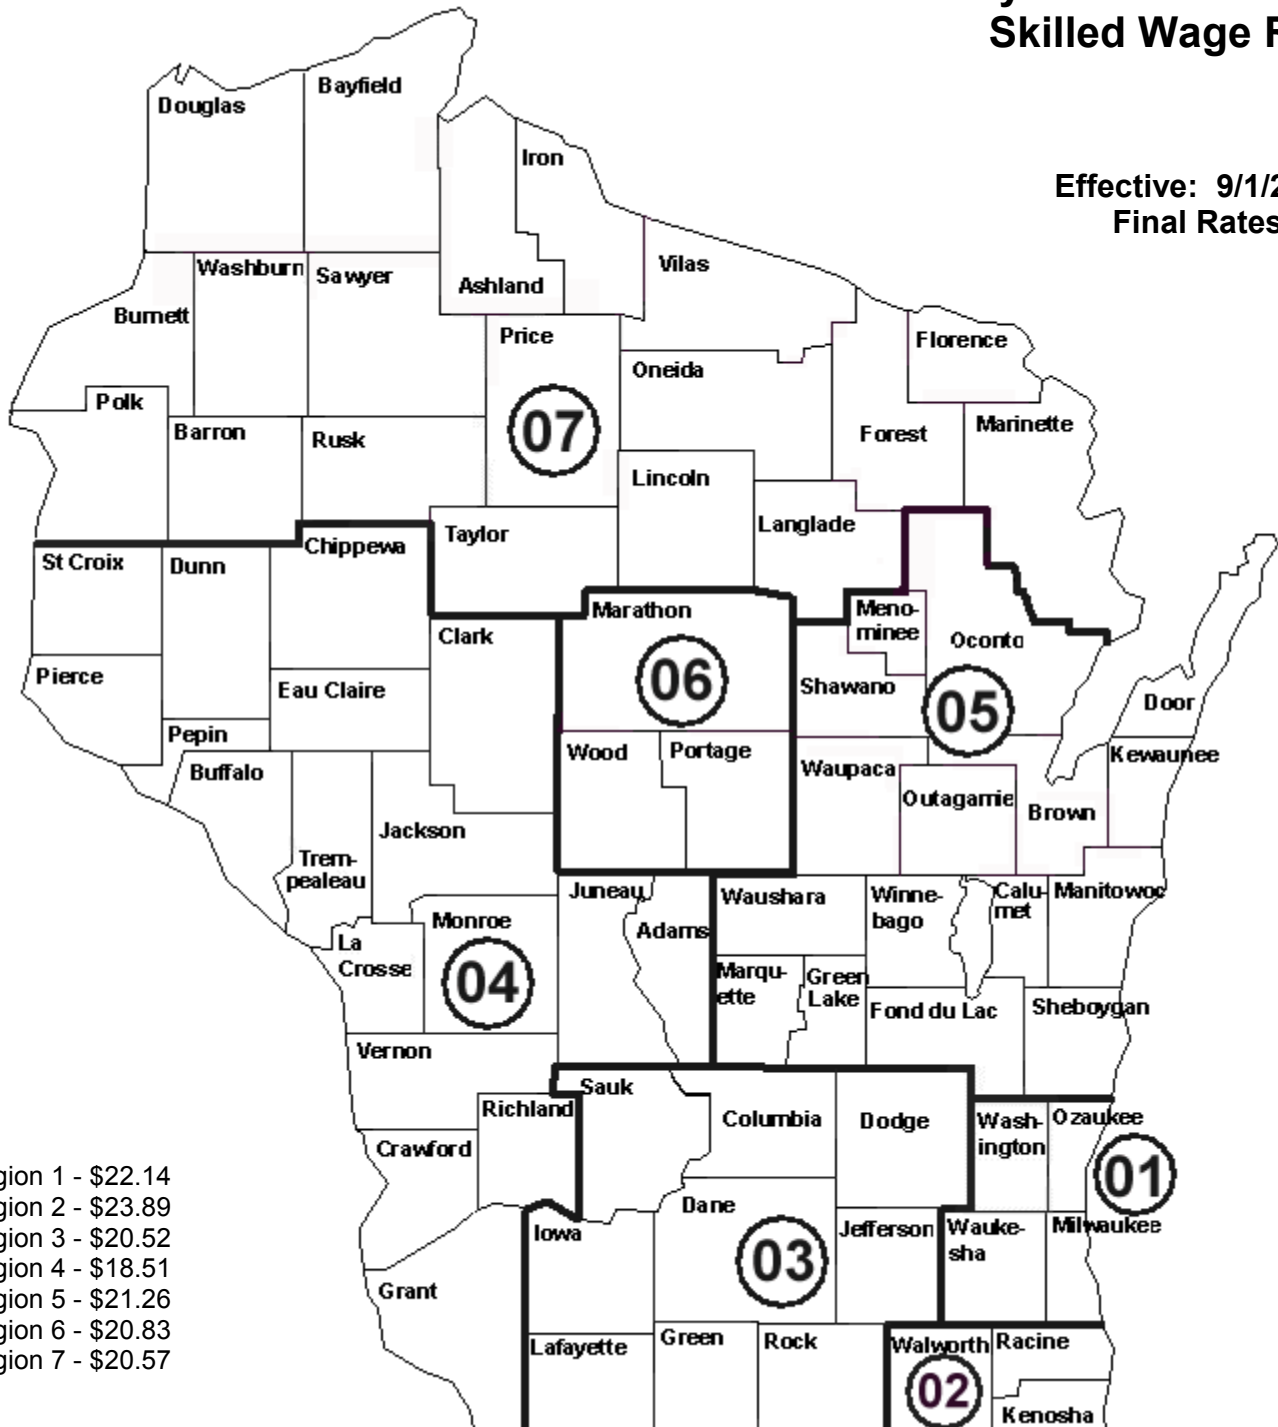 Skilled Wage R
Effective: 9/1/2
Final Rates
Douglas
Bayfield
Iron
Vilas
Washburn
Sawyer
Ashland
Burnett
Price
Florence
Oneida
Polk
Barron
Rusk
07
Forest
Marinette
Lincoln
Langlade
Taylor
Chippewa
St Croix
Dunn
Marathon
Meno-
minee
Clark
Oconto
06
Pierce
Eau Claire
Shawano
05
Door
Pepin
Wood
Portage
Kewaunee
Buffalo
Waupaca
Outagamie
Brown
Jackson
Trem-
pealeau
Juneau
Waushara
Winne-
bago
Calu-
met
Manitowoc
Monroe
Adams
La
Crosse
04
Marqu-
ette
Green
Lake
Fond du Lac
Sheboygan
Vernon
Sauk
Richland
Columbia
Dodge
Wash-
ington
Ozaukee
Crawford
01
Dane
Iowa
Jefferson
Wauke-
sha
Milwaukee
03
Grant
Lafayette
Green
Rock
Walworth
Racine
02
Kenosha
gion 1 - $22.14
gion 2 - $23.89
gion 3 - $20.52
gion 4 - $18.51
gion 5 - $21.26
gion 6 - $20.83
gion 7 - $20.57